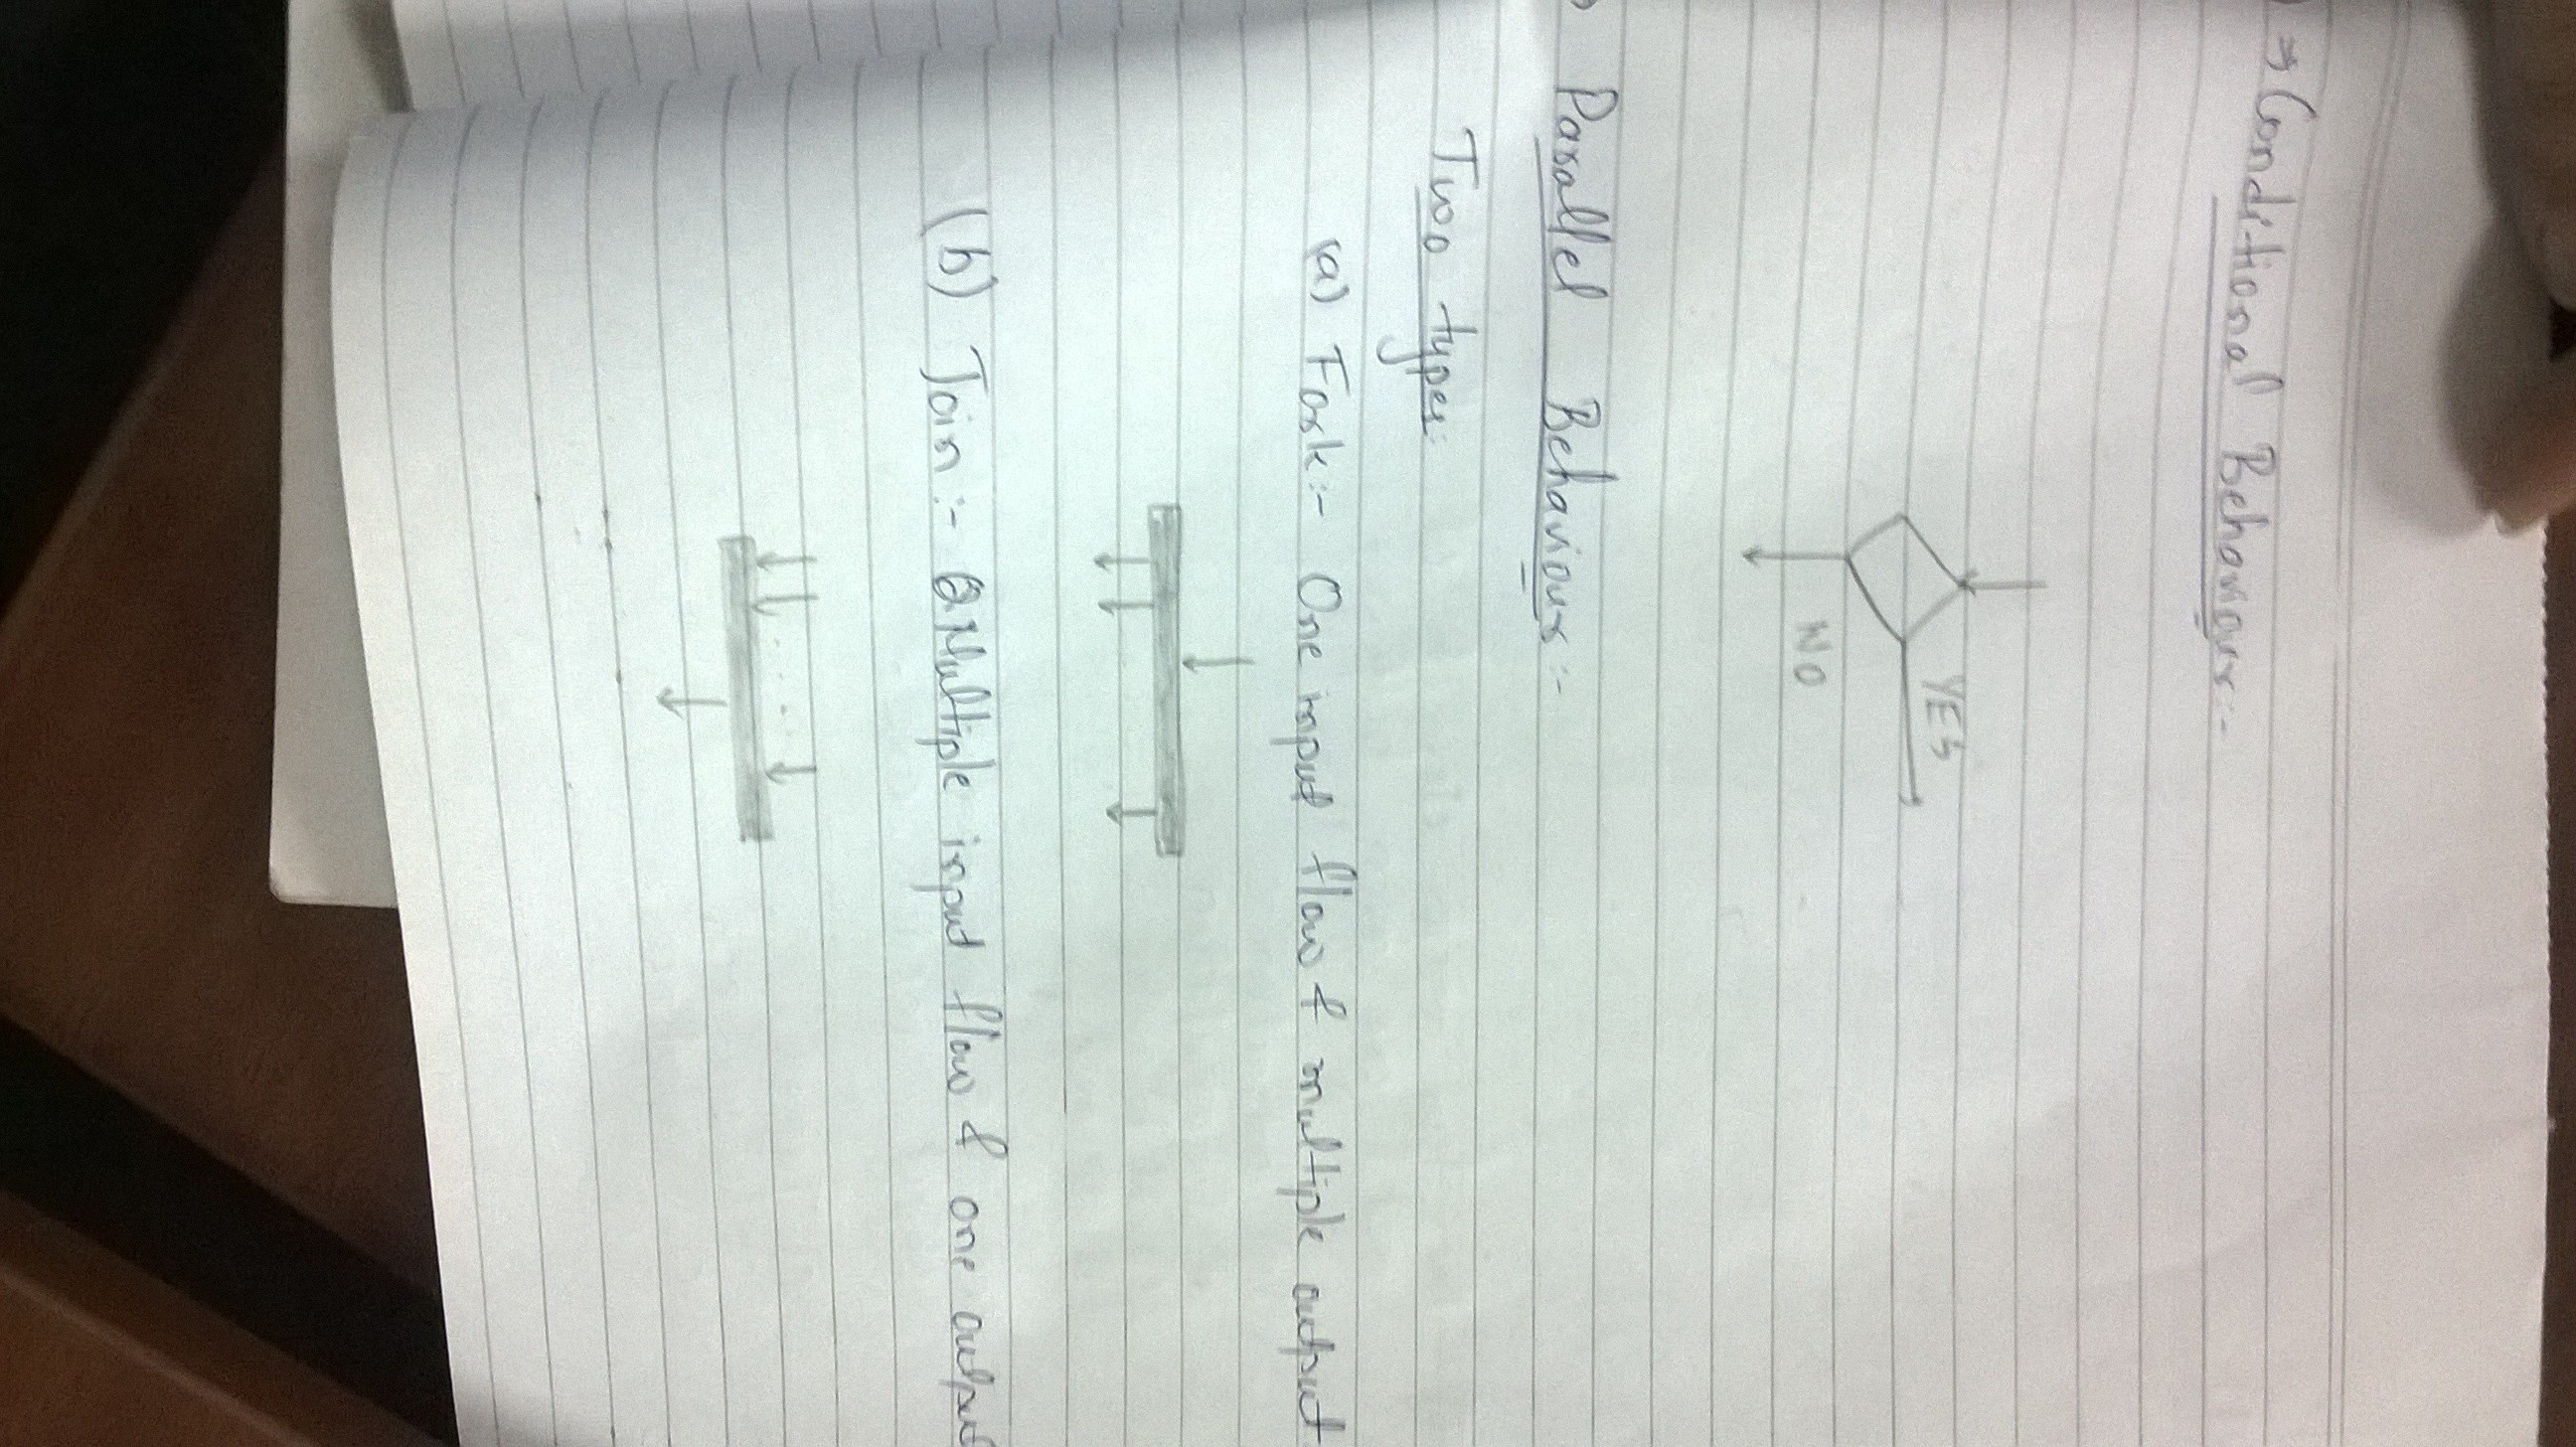 ⇒ Conditional Behaviour:-
YES
NO
Parallel Behaviour:-
Two types:
(a) Fork:- One input flow & multiple output
(b) Join:- Multiple input flow & one output